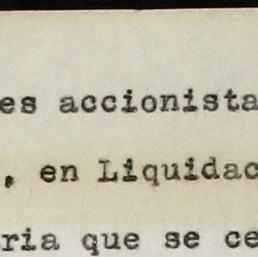 es accionista
, en Liquidac
ria que se ce